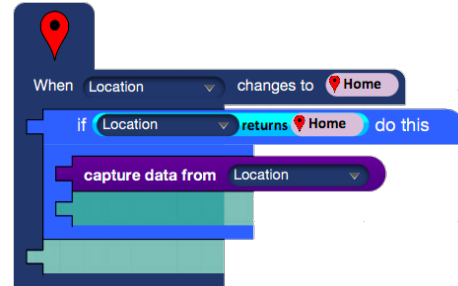 When Location changes to Home
if Location returns Home do this
capture data from Location